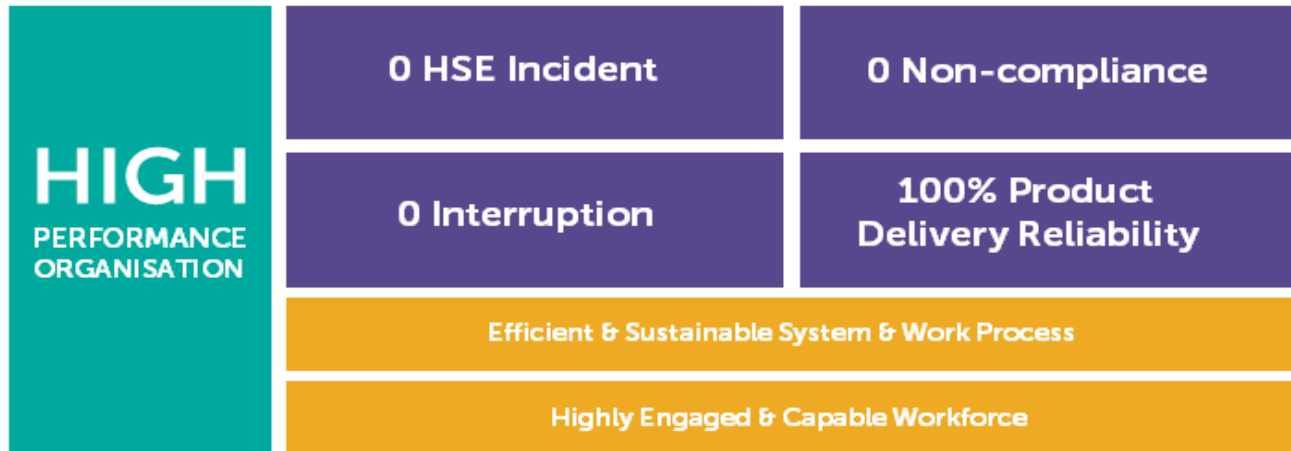 HIGH
PERFORMANCE
ORGANISATION
0 HSE Incident
0 Non-compliance
0 Interruption
100% Product
Delivery Reliability
Efficient & Sustainable System & Work Process
Highly Engaged & Capable Workforce